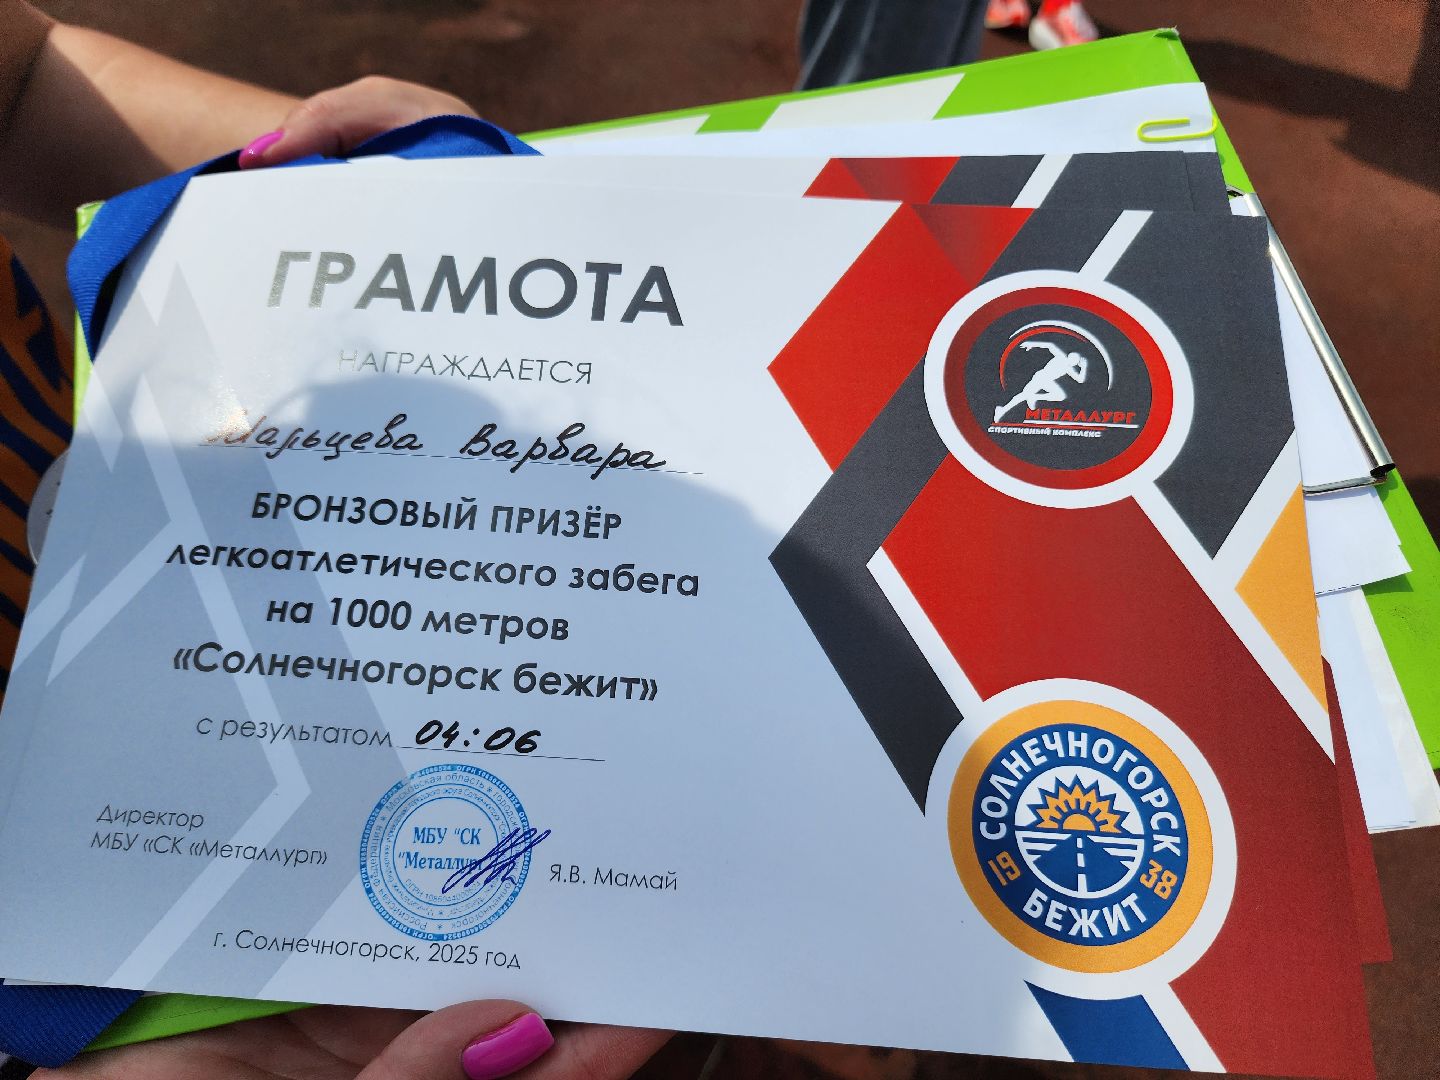 ГРАМОТА
НАГРАЖДАЕТСЯ
Мальцева Варвара
БРОНЗОВЫЙ ПРИЗЁР
легкоатлетического забега
на 1000 метров
«Солнечногорск бежит»
с результатом 04:06
Директор
МБУ «СК «Металлург»
МБУ "СК
"Металлург
Я.В. Мамай
г. Солнечногорск, 2025 год
МЕТАЛЛУРГ
СПОРТИВНЫЙ КОМПЛЕКС
СОЛНЕЧНОГОРСК
19 38
БЕЖИТ